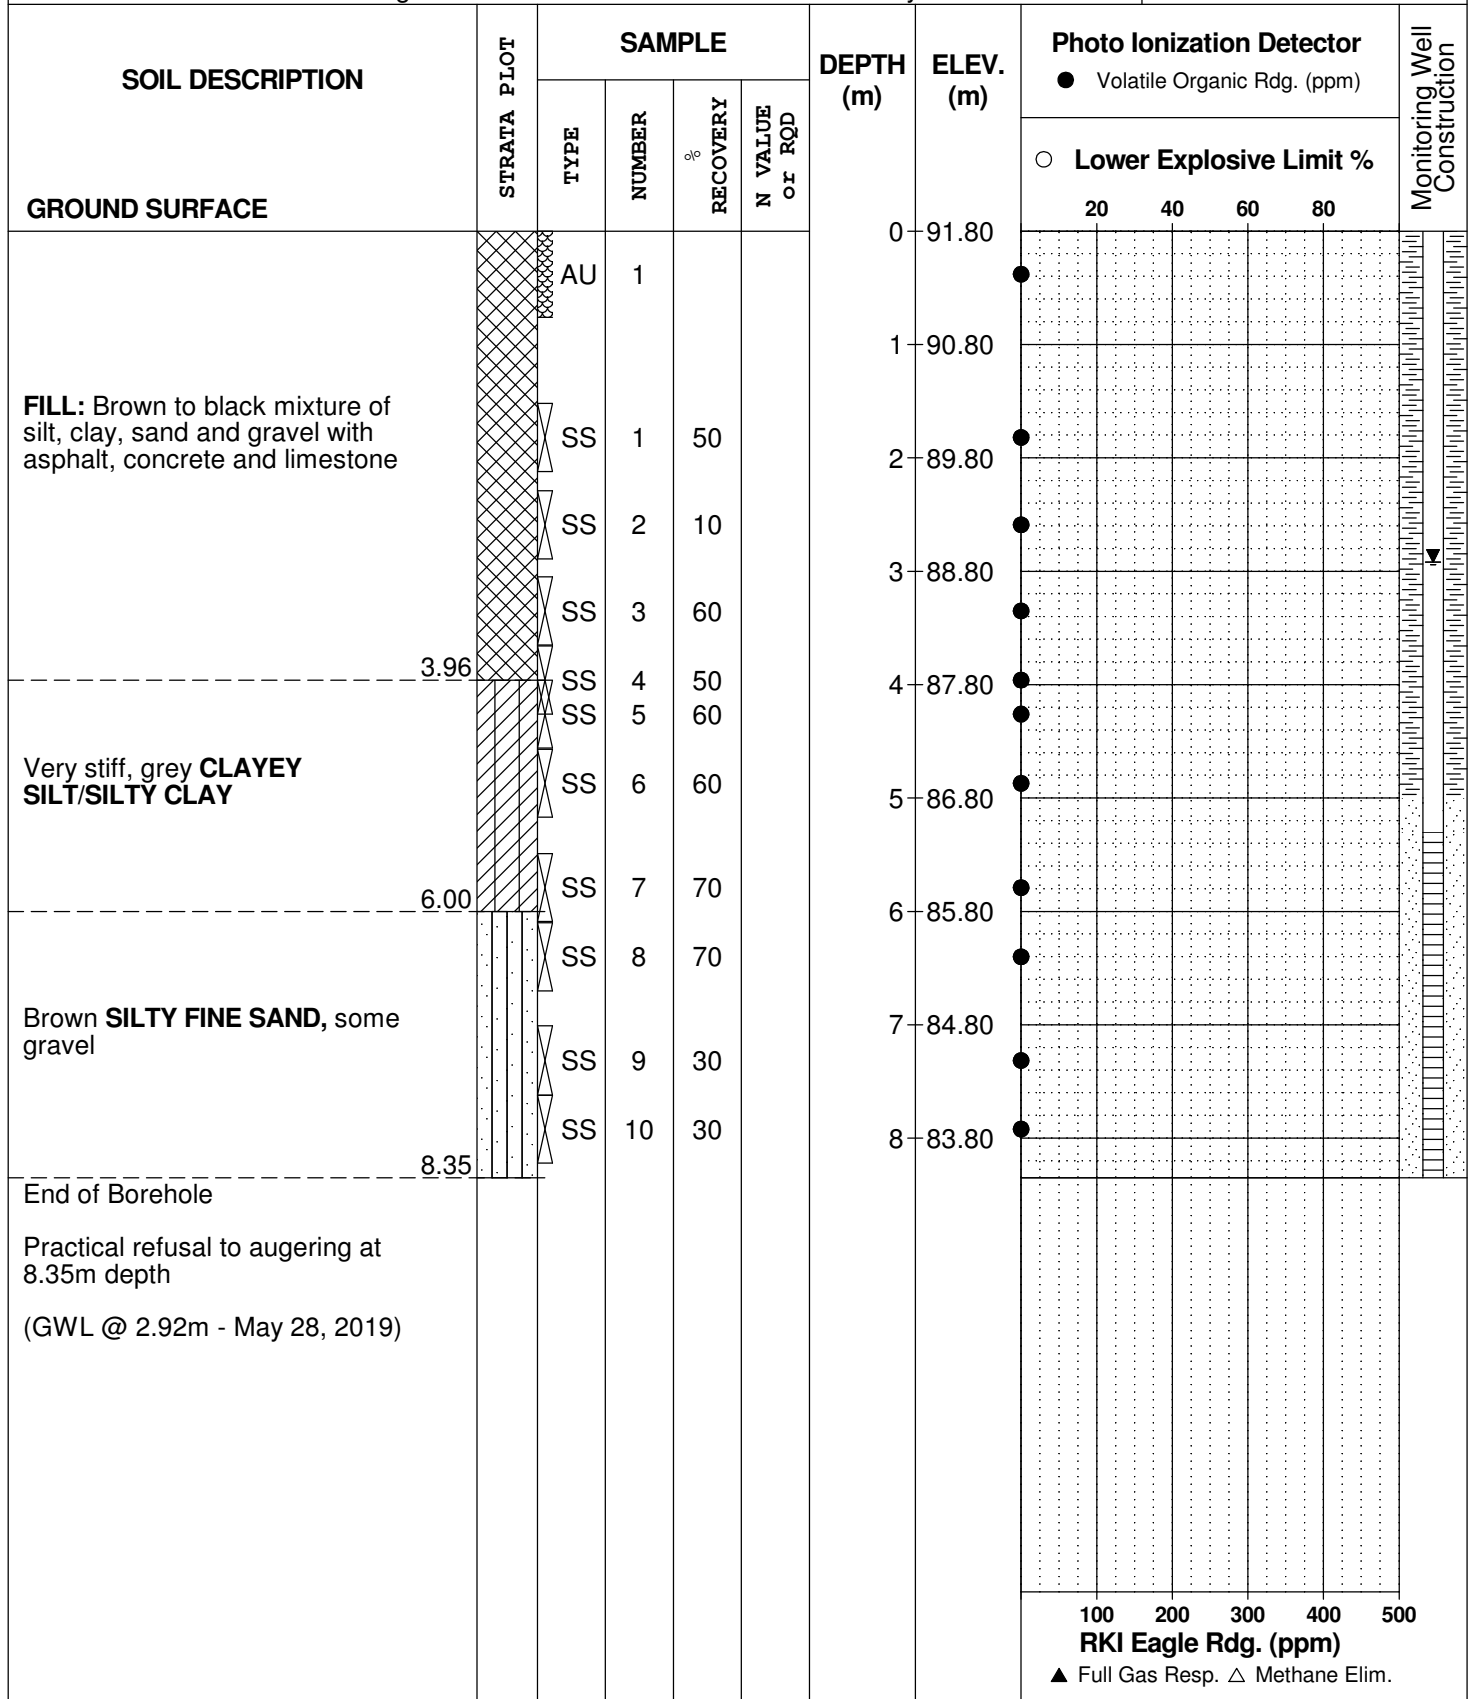 SOIL DESCRIPTION
GROUND SURFACE
STRATA PLOT
SAMPLE
TYPE
NUMBER
%
RECOVERY
N VALUE
or RQD
DEPTH
(m)
ELEV.
(m)
Photo Ionization Detector
● Volatile Organic Rdg. (ppm)
○ Lower Explosive Limit %
20 40 60 80
Monitoring Well
Construction
0 91.80
AU 1
1 90.80
FILL: Brown to black mixture of
silt, clay, sand and gravel with
asphalt, concrete and limestone
SS 1 50
2 89.80
SS 2 10
3 88.80
SS 3 60
3.96
SS 4 50
4 87.80
SS 5 60
Very stiff, grey CLAYEY
SILT/SILTY CLAY
SS 6 60
5 86.80
SS 7 70
6.00
6 85.80
SS 8 70
Brown SILTY FINE SAND, some
gravel
7 84.80
SS 9 30
SS 10 30
8 83.80
8.35
End of Borehole
Practical refusal to augering at
8.35m depth
(GWL @ 2.92m - May 28, 2019)
100 200 300 400 500
RKI Eagle Rdg. (ppm)
▲ Full Gas Resp. △ Methane Elim.